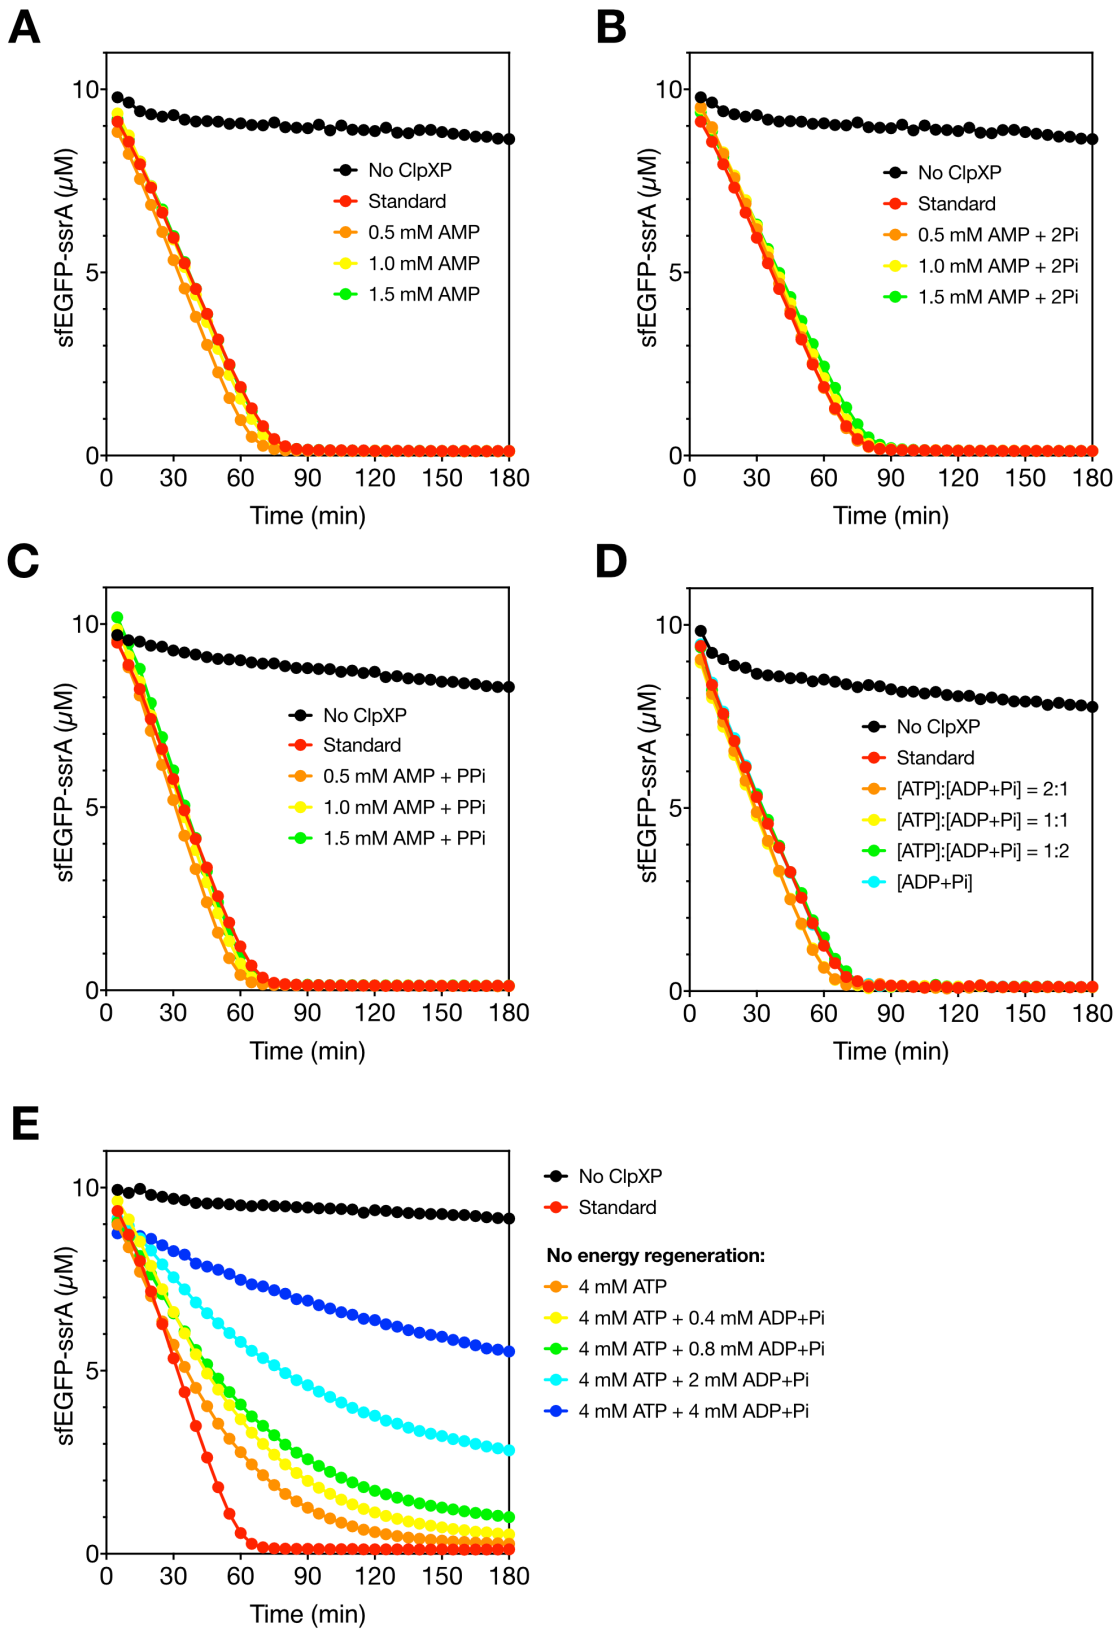 A
sfEGFP-ssrA (µM)
10
5
0
0 30 60 90 120 150 180
Time (min)
No ClpXP
Standard
0.5 mM AMP
1.0 mM AMP
1.5 mM AMP
B
sfEGFP-ssrA (µM)
10
5
0
0 30 60 90 120 150 180
Time (min)
No ClpXP
Standard
0.5 mM AMP + 2Pi
1.0 mM AMP + 2Pi
1.5 mM AMP + 2Pi
C
sfEGFP-ssrA (µM)
10
5
0
0 30 60 90 120 150 180
Time (min)
No ClpXP
Standard
0.5 mM AMP + PPi
1.0 mM AMP + PPi
1.5 mM AMP + PPi
D
sfEGFP-ssrA (µM)
10
5
0
0 30 60 90 120 150 180
Time (min)
No ClpXP
Standard
[ATP]:[ADP+Pi] = 2:1
[ATP]:[ADP+Pi] = 1:1
[ATP]:[ADP+Pi] = 1:2
[ADP+Pi]
E
sfEGFP-ssrA (µM)
10
5
0
0 30 60 90 120 150 180
Time (min)
No ClpXP
Standard
No energy regeneration:
4 mM ATP
4 mM ATP + 0.4 mM ADP+Pi
4 mM ATP + 0.8 mM ADP+Pi
4 mM ATP + 2 mM ADP+Pi
4 mM ATP + 4 mM ADP+Pi